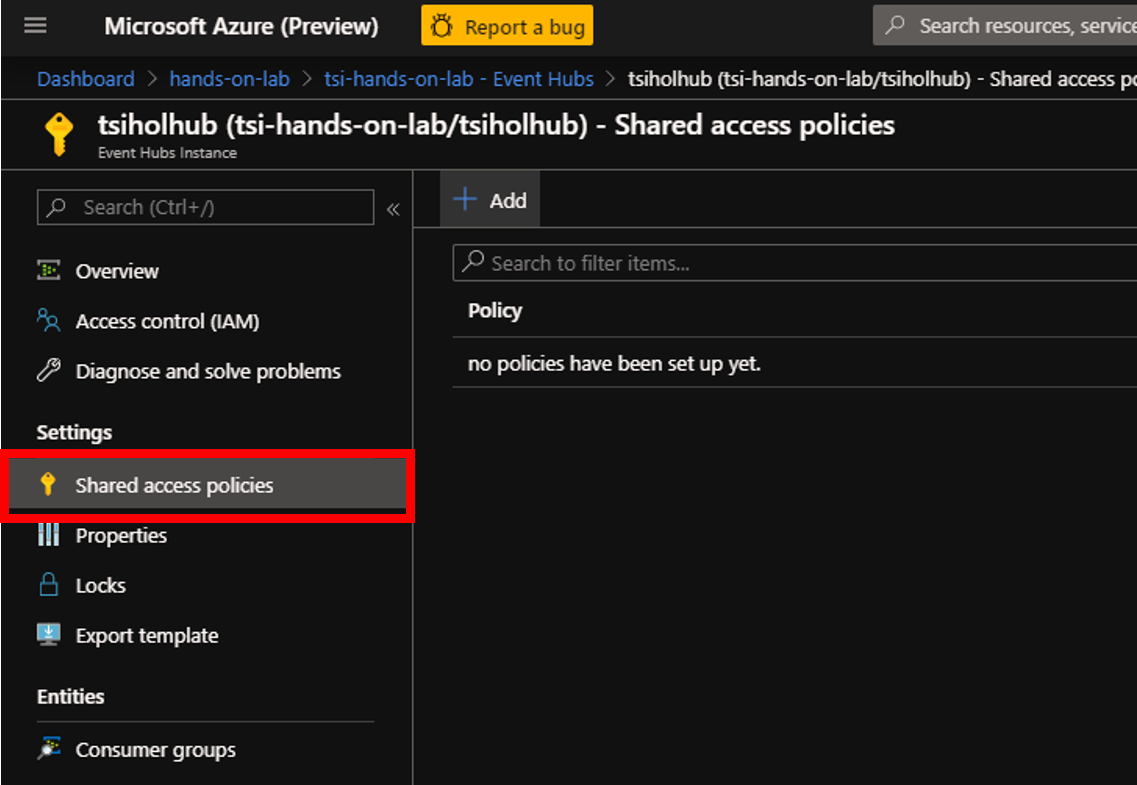 Microsoft Azure (Preview)
Report a bug
Search resources, service
Dashboard > hands-on-lab > tsi-hands-on-lab - Event Hubs > tsiholhub (tsi-hands-on-lab/tsiholhub) - Shared access po
tsiholhub (tsi-hands-on-lab/tsiholhub) - Shared access policies
Event Hubs Instance
Search (Ctrl+/)
«
Overview
Access control (IAM)
Diagnose and solve problems
Settings
Shared access policies
Properties
Locks
Export template
Entities
Consumer groups
+ Add
Search to filter items...
Policy
no policies have been set up yet.